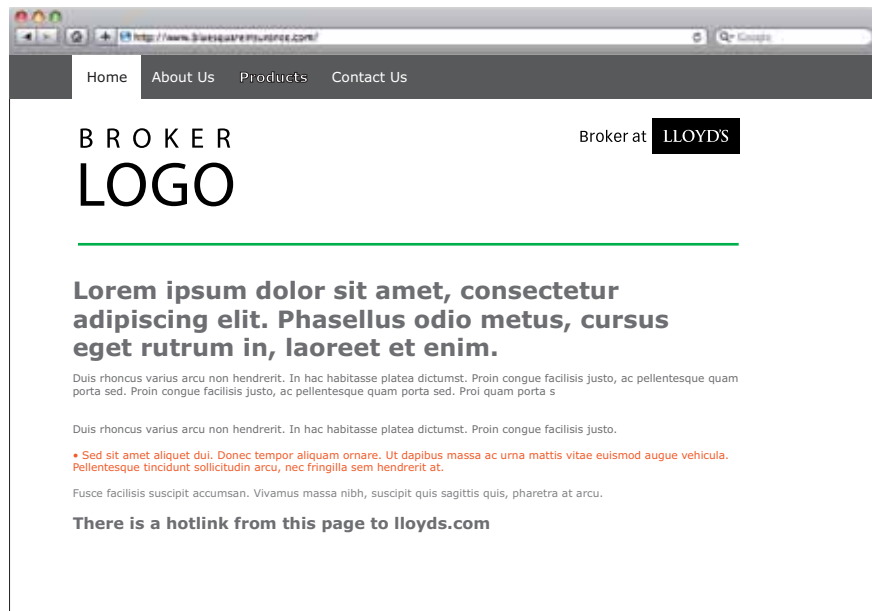 http://www.bluesquareinsurance.com/
Google
Home About Us Products Contact Us
BROKER
LOGO
Broker at LLOYD'S
Lorem ipsum dolor sit amet, consectetur
adipiscing elit. Phasellus odio metus, cursus
eget rutrum in, laoreet et enim.
Duis rhoncus varius arcu non hendrerit. In hac habitasse platea dictumst. Proin congue facilisis justo, ac pellentesque quam
porta sed. Proin congue facilisis justo, ac pellentesque quam porta sed. Proi quam porta s
Duis rhoncus varius arcu non hendrerit. In hac habitasse platea dictumst. Proin congue facilisis justo.
• Sed sit amet aliquet dui. Donec tempor aliquam ornare. Ut dapibus massa ac urna mattis vitae euismod augue vehicula.
Pellentesque tincidunt sollicitudin arcu, nec fringilla sem hendrerit at.
Fusce facilisis suscipit accumsan. Vivamus massa nibh, suscipit quis sagittis quis, pharetra at arcu.
There is a hotlink from this page to lloyds.com